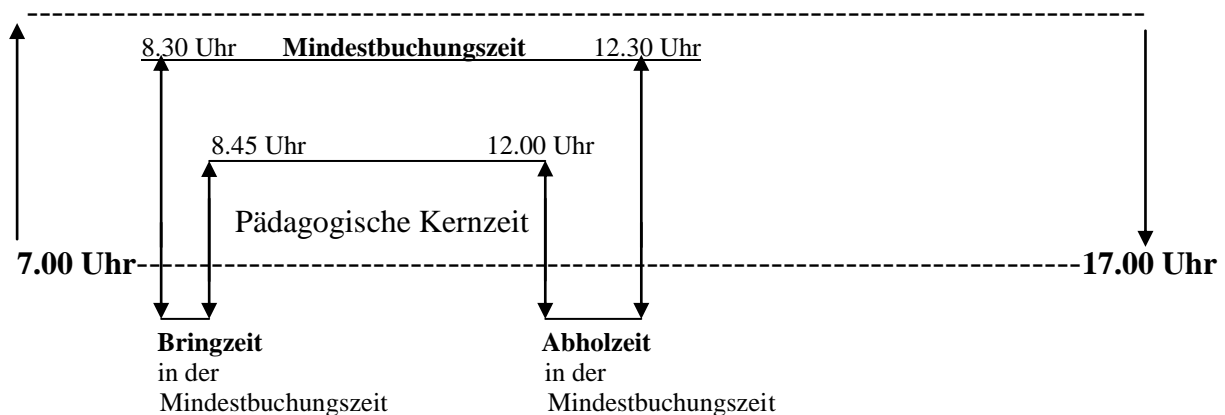 8.30 Uhr Mindestbuchungszeit 12.30 Uhr
8.45 Uhr 12.00 Uhr
Pädagogische Kernzeit
7.00 Uhr 17.00 Uhr
Bringzeit
in der
Mindestbuchungszeit
Abholzeit
in der
Mindestbuchungszeit